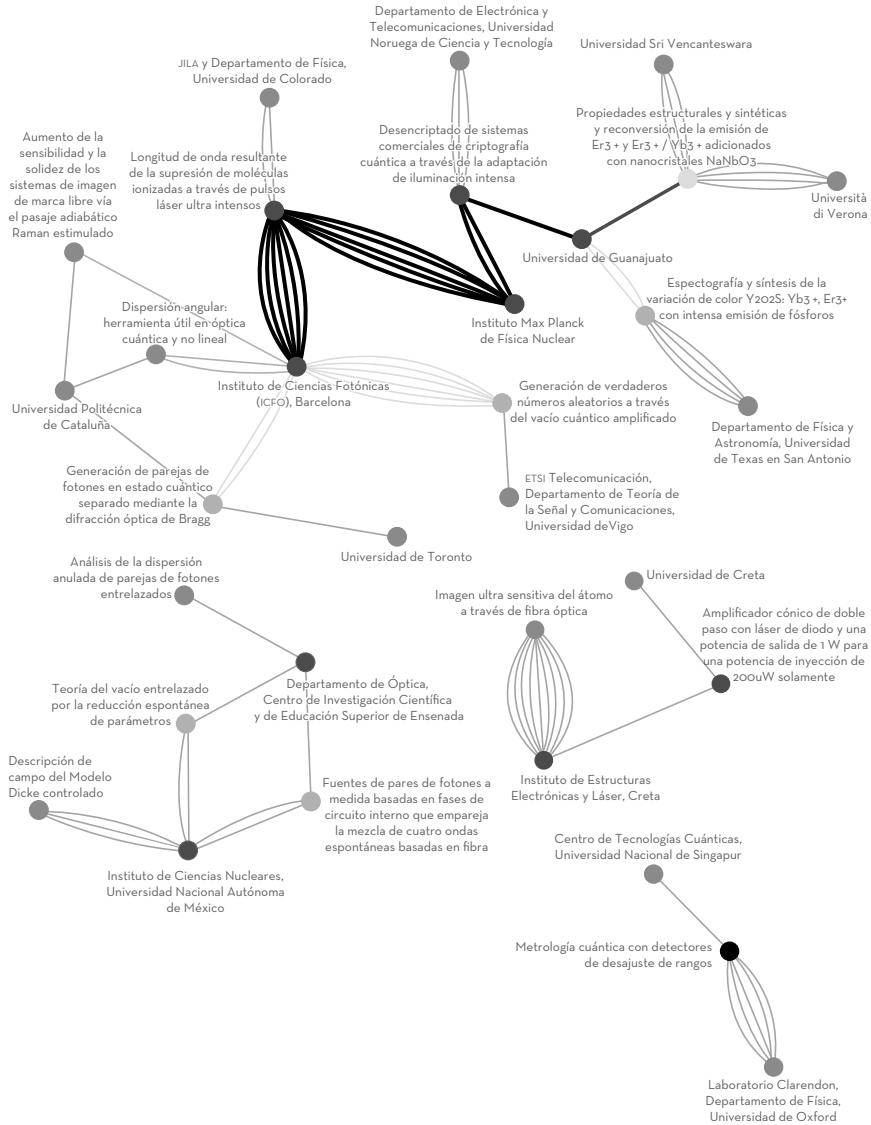 Departamento de Electrónica y
Telecomunicaciones, Universidad
Noruega de Ciencia y Tecnología
Universidad Sri Vencanteswara
JILA y Departamento de Física,
Universidad de Colorado
Propiedades estructurales y sintéticas
y reconversión de la emisión de
Er3 + y Er3 + / Yb3 + adicionados
con nanocristales NaNbO3
Desencriptado de sistemas
comerciales de criptografía
cuántica a través de la adaptación
de iluminación intensa
Aumento de la
sensibilidad y la
solidez de los
sistemas de imagen
de marca libre vía
el pasaje adiabático
Raman estimulado
Longitud de onda resultante
de la supresión de moléculas
ionizadas a través de pulsos
láser ultra intensos
Università
di Verona
Universidad de Guanajuato
Espectografía y síntesis de la
variación de color Y2O2S: Yb3 +, Er3+
con intensa emisión de fósforos
Dispersión angular:
herramienta útil en óptica
cuántica y no lineal
Instituto Max Planck
de Física Nuclear
Instituto de Ciencias Fotónicas
(ICFO), Barcelona
Generación de verdaderos
números aleatorios a través
del vacío cuántico amplificado
Universidad Politécnica
de Cataluña
Departamento de Física y
Astronomía, Universidad
de Texas en San Antonio
Generación de parejas de
fotones en estado cuántico
separado mediante la
difracción óptica de Bragg
ETSI Telecomunicación,
Departamento de Teoría de
la Señal y Comunicaciones,
Universidad deVigo
Universidad de Toronto
Análisis de la dispersión
anulada de parejas de fotones
entrelazados
Universidad de Creta
Imagen ultra sensitiva del átomo
a través de fibra óptica
Amplificador cónico de doble
paso con láser de diodo y una
potencia de salida de 1 W para
una potencia de inyección de
200uW solamente
Departamento de Óptica,
Centro de Investigación Científica
y de Educación Superior de Ensenada
Teoría del vacío entrelazado
por la reducción espontánea
de parámetros
Descripción de
campo del Modelo
Dicke controlado
Fuentes de pares de fotones a
medida basadas en fases de
circuito interno que empareja
la mezcla de cuatro ondas
espontáneas basadas en fibra
Instituto de Estructuras
Electrónicas y Láser, Creta
Centro de Tecnologías Cuánticas,
Universidad Nacional de Singapur
Instituto de Ciencias Nucleares,
Universidad Nacional Autónoma
de México
Metrología cuántica con detectores
de desajuste de rangos
Laboratorio Clarendon,
Departamento de Física,
Universidad de Oxford